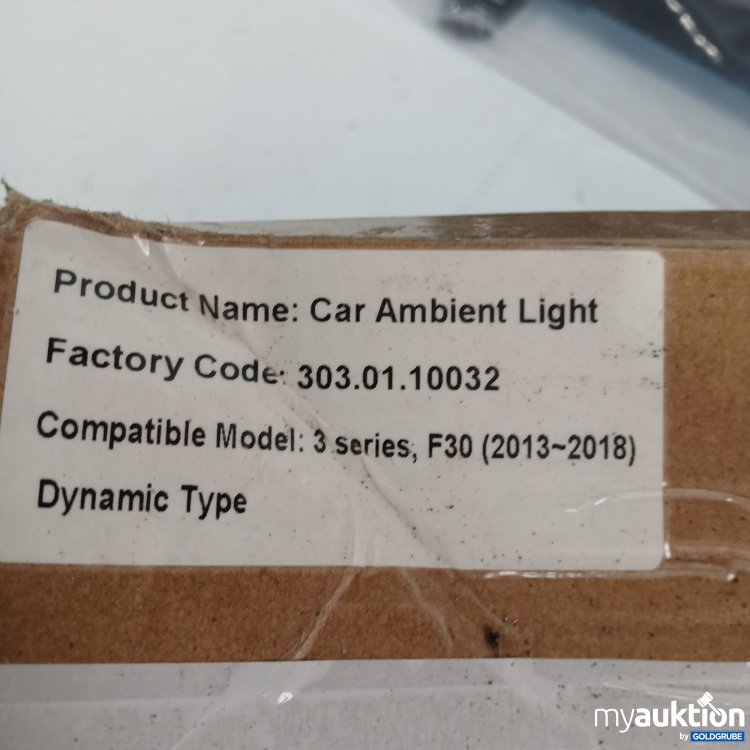 Product Name: Car Ambient Light
Factory Code: 303.01.10032
Compatible Model: 3 series, F30 (2013~2018)
Dynamic Type
myauktion
by GOLDGRUBE